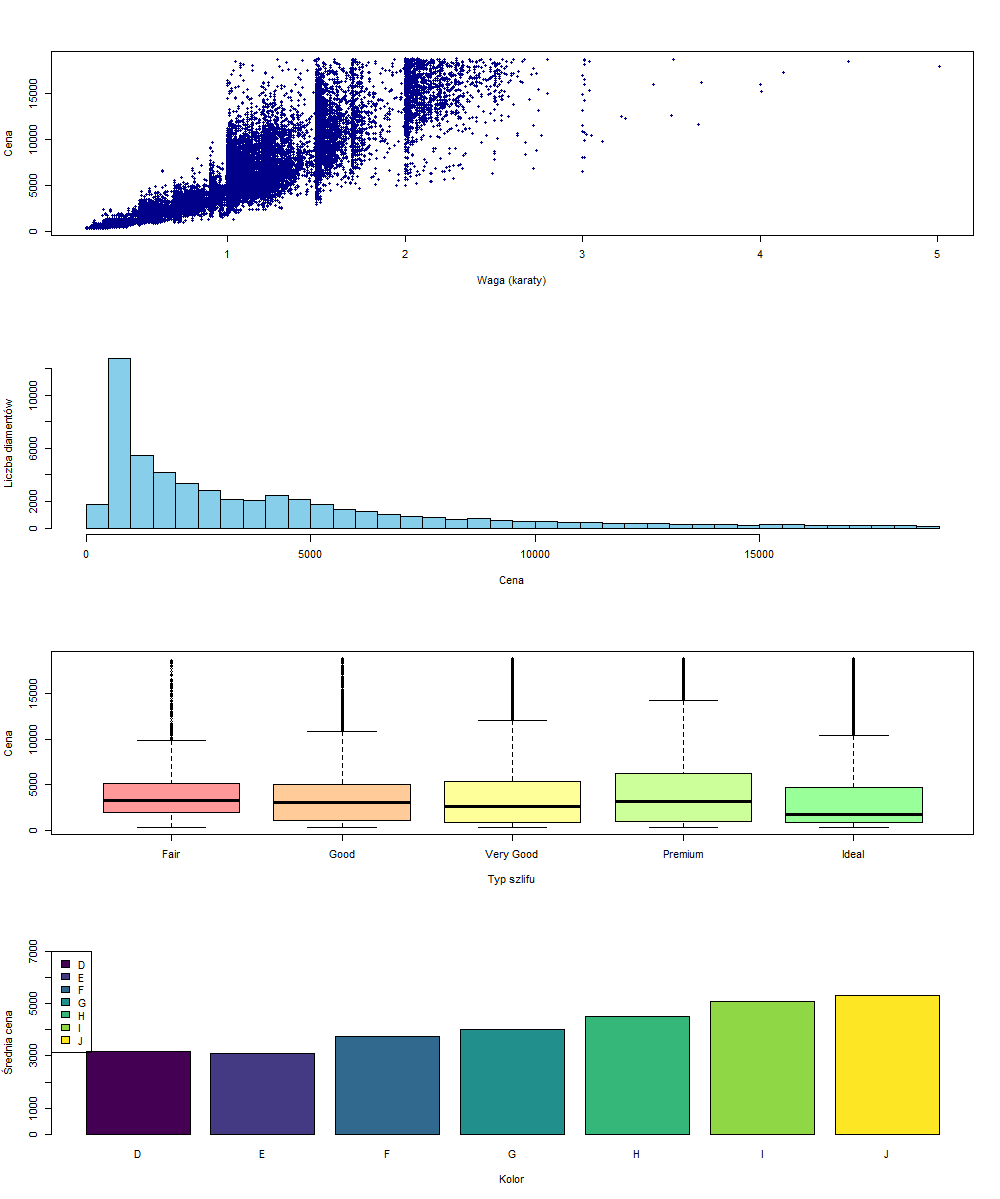 Cena
0 5000 10000 15000
1 2 3 4 5
Waga (karaty)
Liczba diamentów
0 2000 6000 10000
0 5000 10000 15000
Cena
Cena
0 5000 10000 15000
Fair Good Very Good Premium Ideal
Typ szlifu
Średnia cena
0 1000 3000 5000 7000
D
E
F
G
H
I
J
D E F G H I J
Kolor